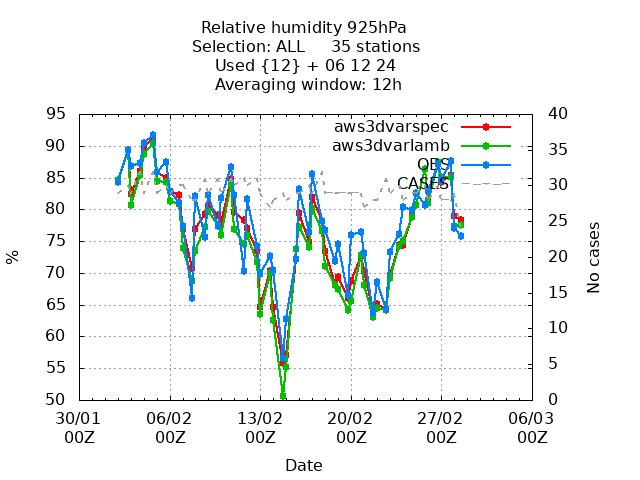 Relative humidity 925hPa
Selection: ALL     35 stations
Used {12} + 06 12 24
Averaging window: 12h
aws3dvarspec
aws3dvarlamb
OBS
CASES
95
90
85
80
75
70
65
60
55
50
%
40
35
30
25
20
15
10
5
0
No cases
30/01 06/02 13/02 20/02 27/02 06/03
00Z 00Z 00Z 00Z 00Z 00Z
Date